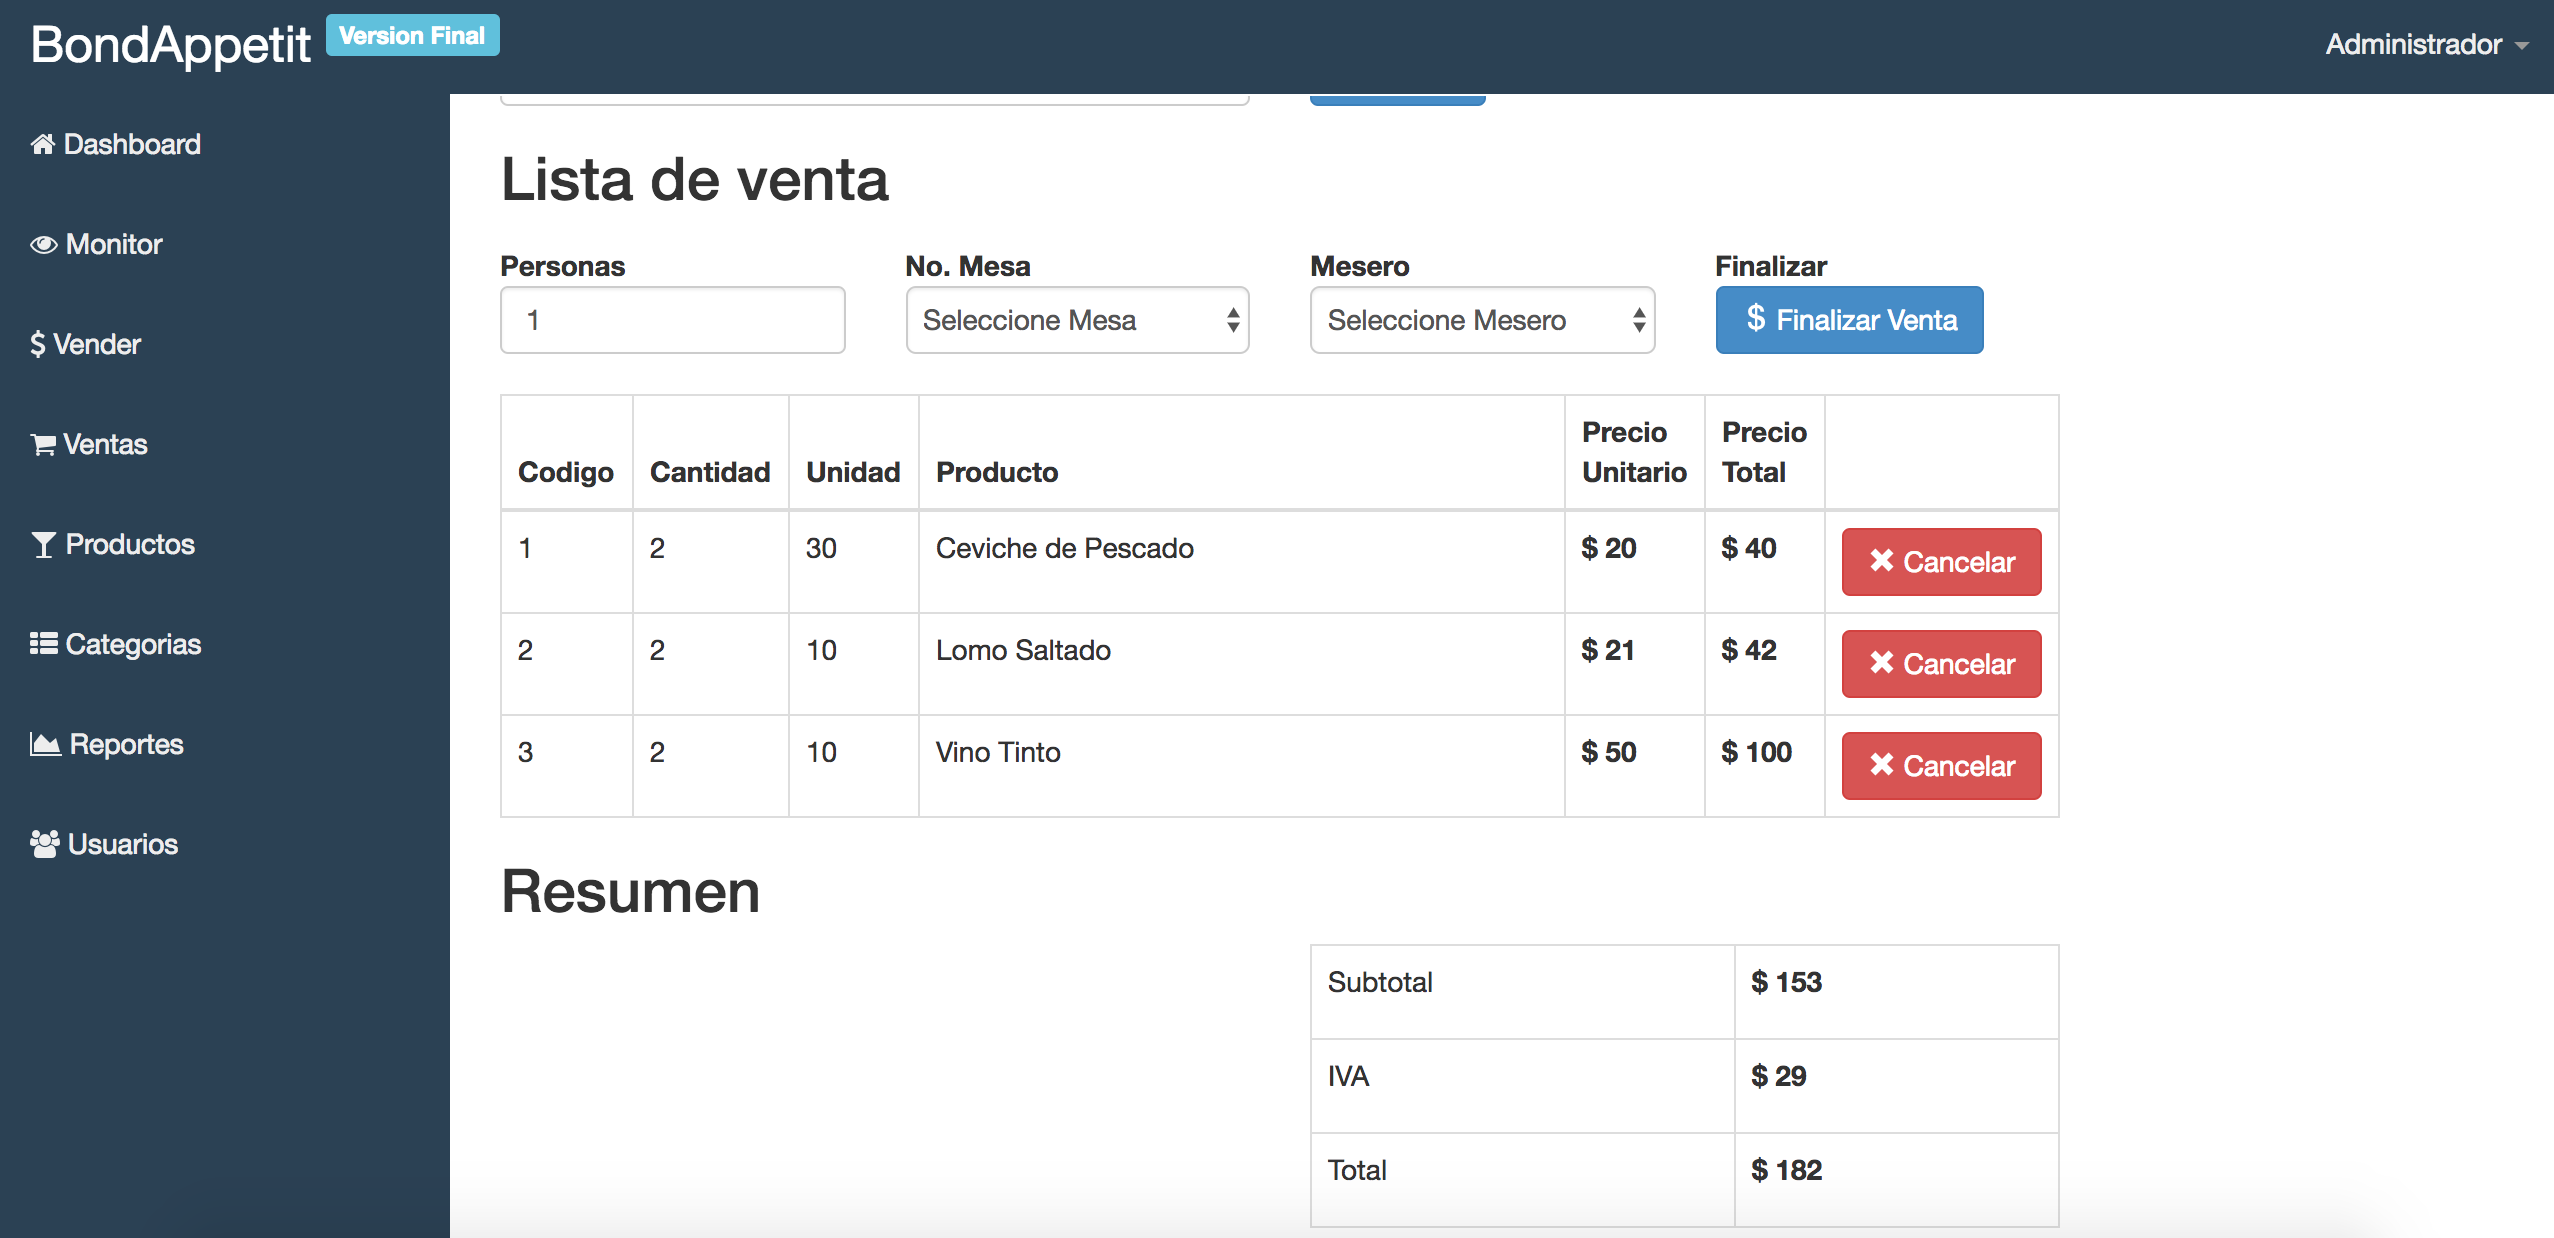 BondAppetit Version Final
Administrador
Dashboard
Monitor
$ Vender
Ventas
Productos
Categorias
Reportes
Usuarios
Lista de venta
Personas No. Mesa Mesero Finalizar
1 Seleccione Mesa Seleccione Mesero $ Finalizar Venta
Codigo Cantidad Unidad Producto Precio Unitario Precio Total
1 2 30 Ceviche de Pescado $ 20 $ 40 Cancelar
2 2 10 Lomo Saltado $ 21 $ 42 Cancelar
3 2 10 Vino Tinto $ 50 $ 100 Cancelar
Resumen
Subtotal $ 153
IVA $ 29
Total $ 182